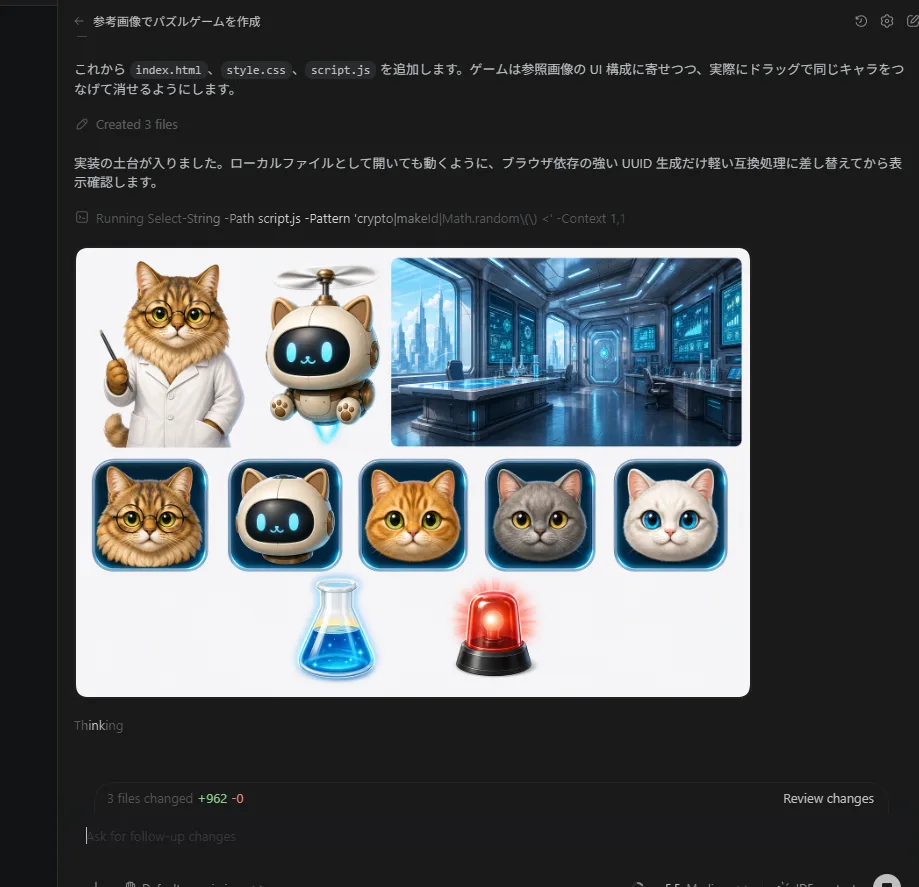 参考画像でパズルゲームを作成
これから index.html、style.css、script.js を追加します。ゲームは参照画像の UI 構成に寄せつつ、実際にドラッグで同じキャラをつ
なげて消せるようにします。
Created 3 files
実装の土台が入りました。ローカルファイルとして開いても動くように、ブラウザ依存の強い UUID 生成だけ軽い互換処理に差し替えてから表
示確認します。
Running Select-String -Path script.js -Pattern 'crypto|makeId|Math.random\(\) <' -Context 1,1
Thinking
3 files changed +962 -0
Review changes
Ask for follow-up changes